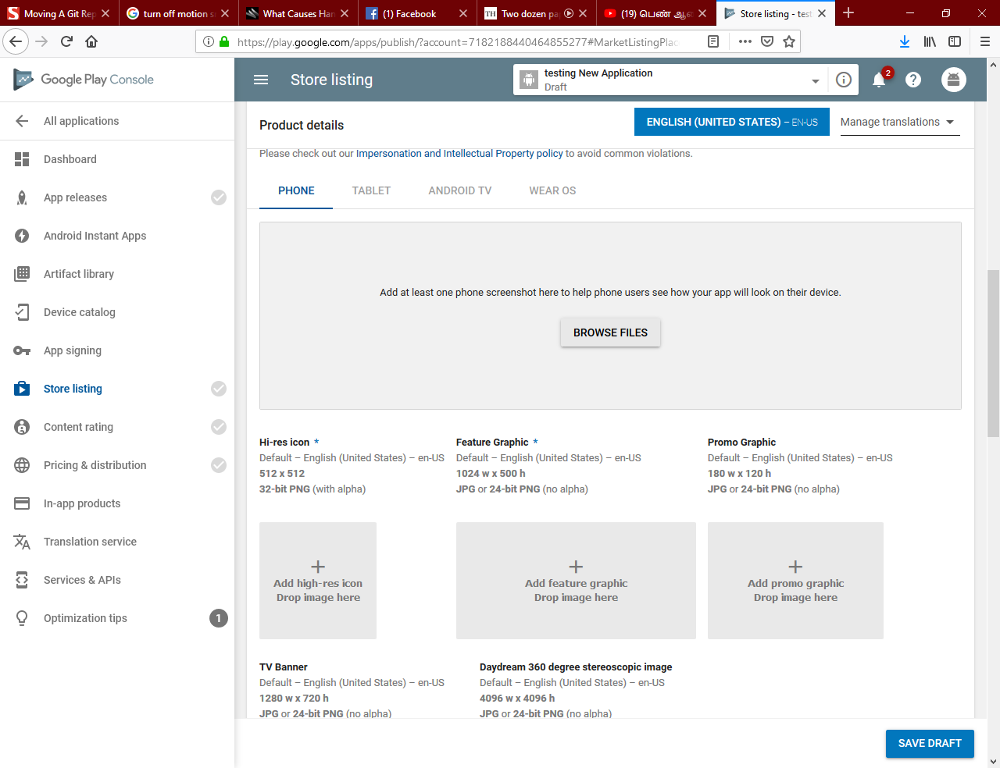 Moving A Git Rep
turn off motion s
What Causes Han
(1) Facebook
TH Two dozen pa
(19) பெண் ஆ
Store listing - tes
https://play.google.com/apps/publish/?account=7182188440464855277#MarketListingPlac
Google Play Console
Store listing
testing New Application
Draft
2
All applications
Dashboard
App releases
Android Instant Apps
Artifact library
Device catalog
App signing
Store listing
Content rating
Pricing & distribution
In-app products
Translation service
Services & APIs
Optimization tips
1
Product details
ENGLISH (UNITED STATES) – EN-US
Manage translations
Please check out our Impersonation and Intellectual Property policy to avoid common violations.
PHONE
TABLET
ANDROID TV
WEAR OS
Add at least one phone screenshot here to help phone users see how your app will look on their device.
BROWSE FILES
Hi-res icon *
Default – English (United States) – en-US
512 x 512
32-bit PNG (with alpha)
Feature Graphic *
Default – English (United States) – en-US
1024 w x 500 h
JPG or 24-bit PNG (no alpha)
Promo Graphic
Default – English (United States) – en-US
180 w x 120 h
JPG or 24-bit PNG (no alpha)
Add high-res icon
Drop image here
Add feature graphic
Drop image here
Add promo graphic
Drop image here
TV Banner
Default – English (United States) – en-US
1280 w x 720 h
JPG or 24-bit PNG (no alpha)
Daydream 360 degree stereoscopic image
Default – English (United States) – en-US
4096 w x 4096 h
JPG or 24-bit PNG (no alpha)
SAVE DRAFT